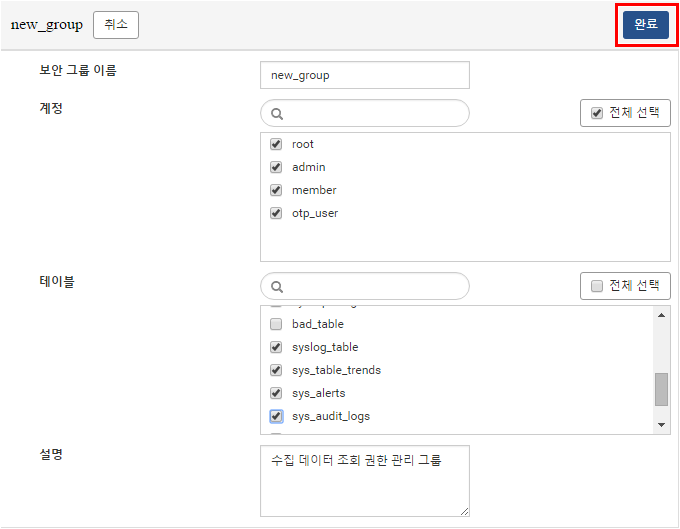 new_group 취소 완료
보안 그룹 이름 new_group
계정 전체 선택
root
admin
member
otp_user
테이블 전체 선택
bad_table
syslog_table
sys_table_trends
sys_alerts
sys_audit_logs
설명 수집 데이터 조회 권한 관리 그룹